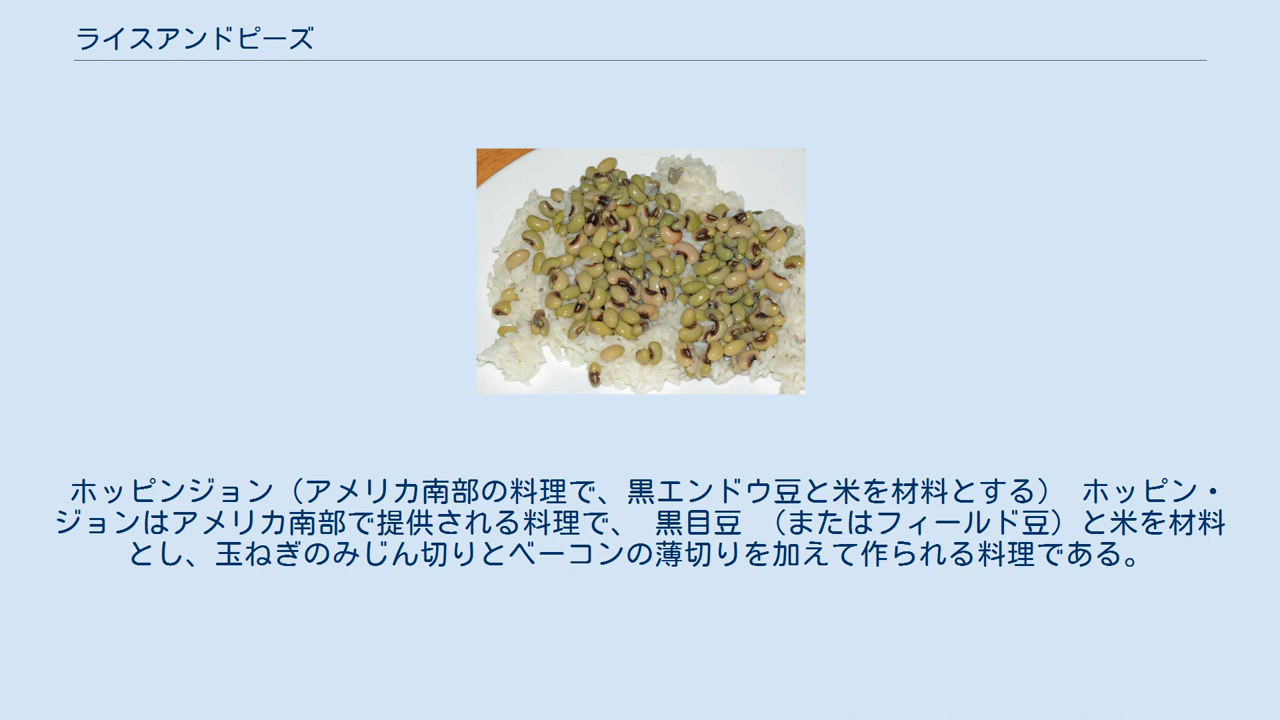 ライスアンドピーズ
ホッピンジョン（アメリカ南部の料理で、黒エンドウ豆と米を材料とする）　ホッピン・
ジョンはアメリカ南部で提供される料理で、　黒目豆　（またはフィールド豆）と米を材料
とし、玉ねぎのみじん切りとベーコンの薄切りを加えて作られる料理である。